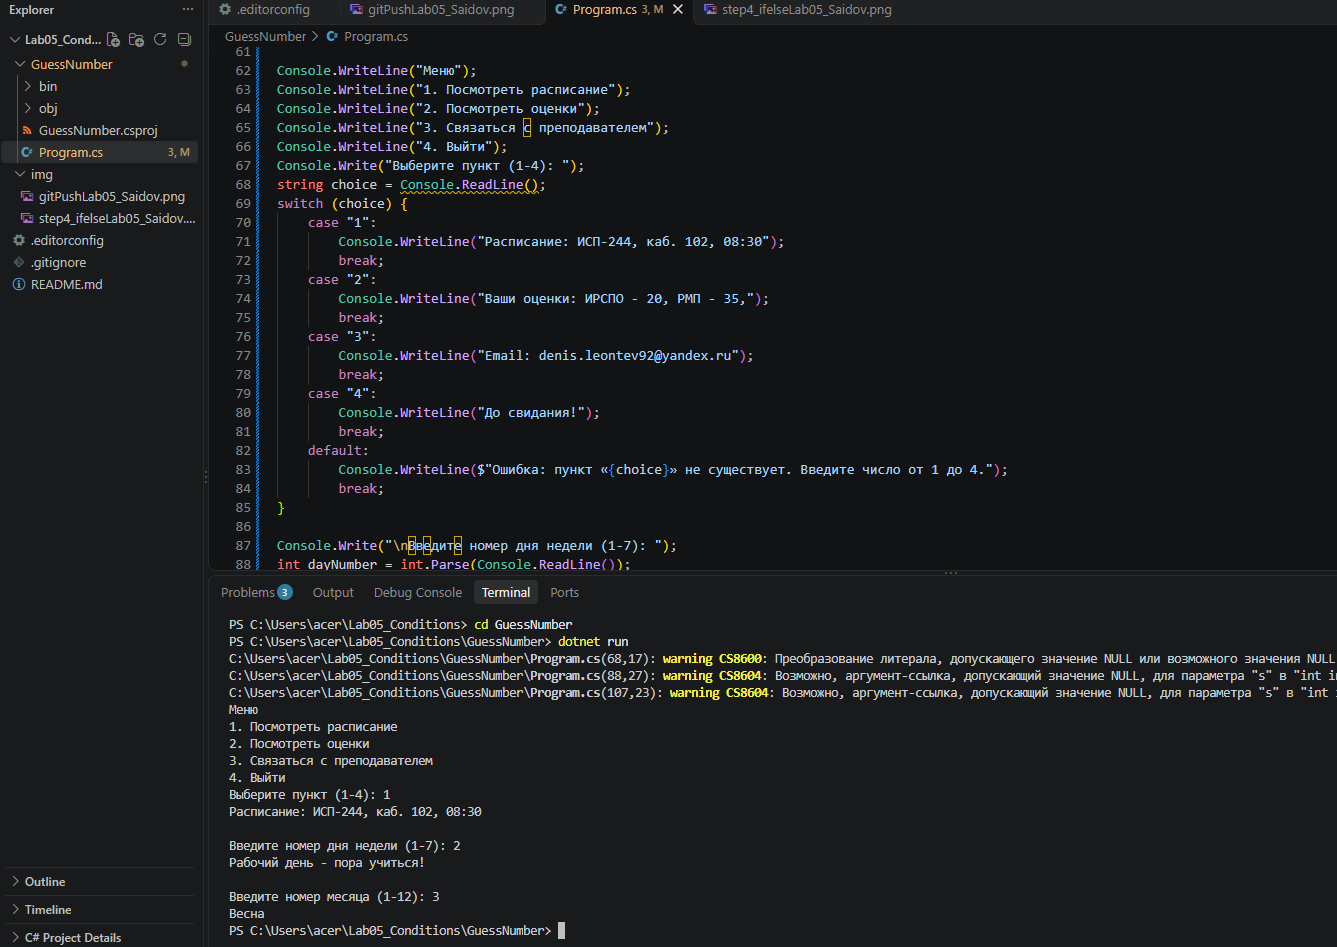 Explorer
Lab05_Cond...
GuessNumber
bin
obj
GuessNumber.csproj
Program.cs 3, M
img
gitPushLab05_Saidov.png
step4_ifelseLab05_Saidov....
.editorconfig
.gitignore
README.md
Outline
Timeline
C# Project Details
.editorconfig gitPushLab05_Saidov.png Program.cs 3, M step4_ifelseLab05_Saidov.png
GuessNumber > Program.cs
61
62 Console.WriteLine("Меню");
63 Console.WriteLine("1. Посмотреть расписание");
64 Console.WriteLine("2. Посмотреть оценки");
65 Console.WriteLine("3. Связаться с преподавателем");
66 Console.WriteLine("4. Выйти");
67 Console.Write("Выберите пункт (1-4): ");
68 string choice = Console.ReadLine();
69 switch (choice) {
70 case "1":
71 Console.WriteLine("Расписание: ИСП-244, каб. 102, 08:30");
72 break;
73 case "2":
74 Console.WriteLine("Ваши оценки: ИРСПО - 20, РМП - 35,");
75 break;
76 case "3":
77 Console.WriteLine("Email: denis.leontev92@yandex.ru");
78 break;
79 case "4":
80 Console.WriteLine("До свидания!");
81 break;
82 default:
83 Console.WriteLine($"Ошибка: пункт «{choice}» не существует. Введите число от 1 до 4.");
84 break;
85 }
86
87 Console.Write("\nВведите номер дня недели (1-7): ");
88 int dayNumber = int.Parse(Console.ReadLine());
Problems 3 Output Debug Console Terminal Ports
PS C:\Users\acer\Lab05_Conditions> cd GuessNumber
PS C:\Users\acer\Lab05_Conditions\GuessNumber> dotnet run
C:\Users\acer\Lab05_Conditions\GuessNumber\Program.cs(68,17): warning CS8600: Преобразование литерала, допускающего значение NULL или возможного значения NULL
C:\Users\acer\Lab05_Conditions\GuessNumber\Program.cs(88,27): warning CS8604: Возможно, аргумент-ссылка, допускающий значение NULL, для параметра "s" в "int
C:\Users\acer\Lab05_Conditions\GuessNumber\Program.cs(107,23): warning CS8604: Возможно, аргумент-ссылка, допускающий значение NULL, для параметра "s" в "int
Меню
1. Посмотреть расписание
2. Посмотреть оценки
3. Связаться с преподавателем
4. Выйти
Выберите пункт (1-4): 1
Расписание: ИСП-244, каб. 102, 08:30
Введите номер дня недели (1-7): 2
Рабочий день - пора учиться!
Введите номер месяца (1-12): 3
Весна
PS C:\Users\acer\Lab05_Conditions\GuessNumber>